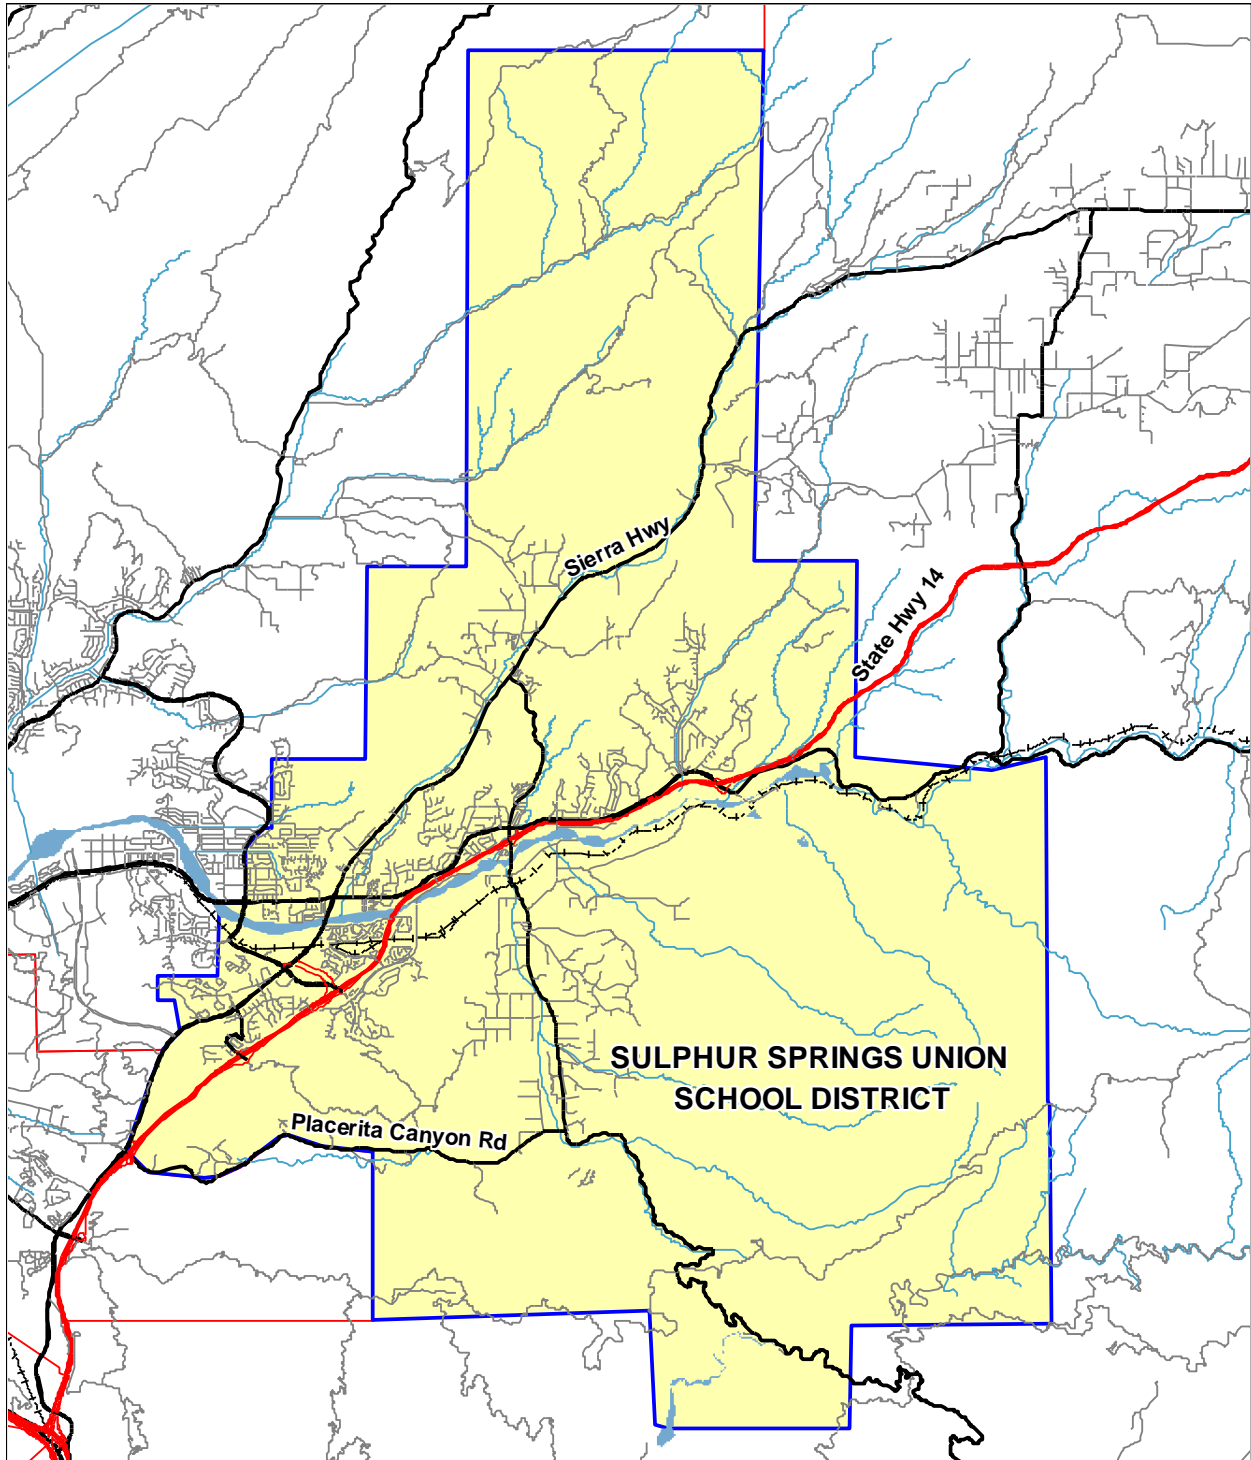 Sierra Hwy
State Hwy 14
SULPHUR SPRINGS UNION
SCHOOL DISTRICT
Placerita Canyon Rd